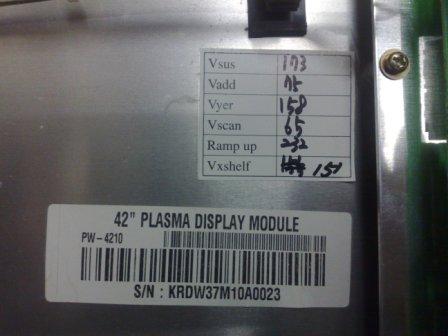 Vsus 173
Vadd 75
Vyer 158
Vscan 65
Ramp up 232
Vxshelf 151
42" PLASMA DISPLAY MODULE
PW-4210
S/N : KRDW37M10A0023